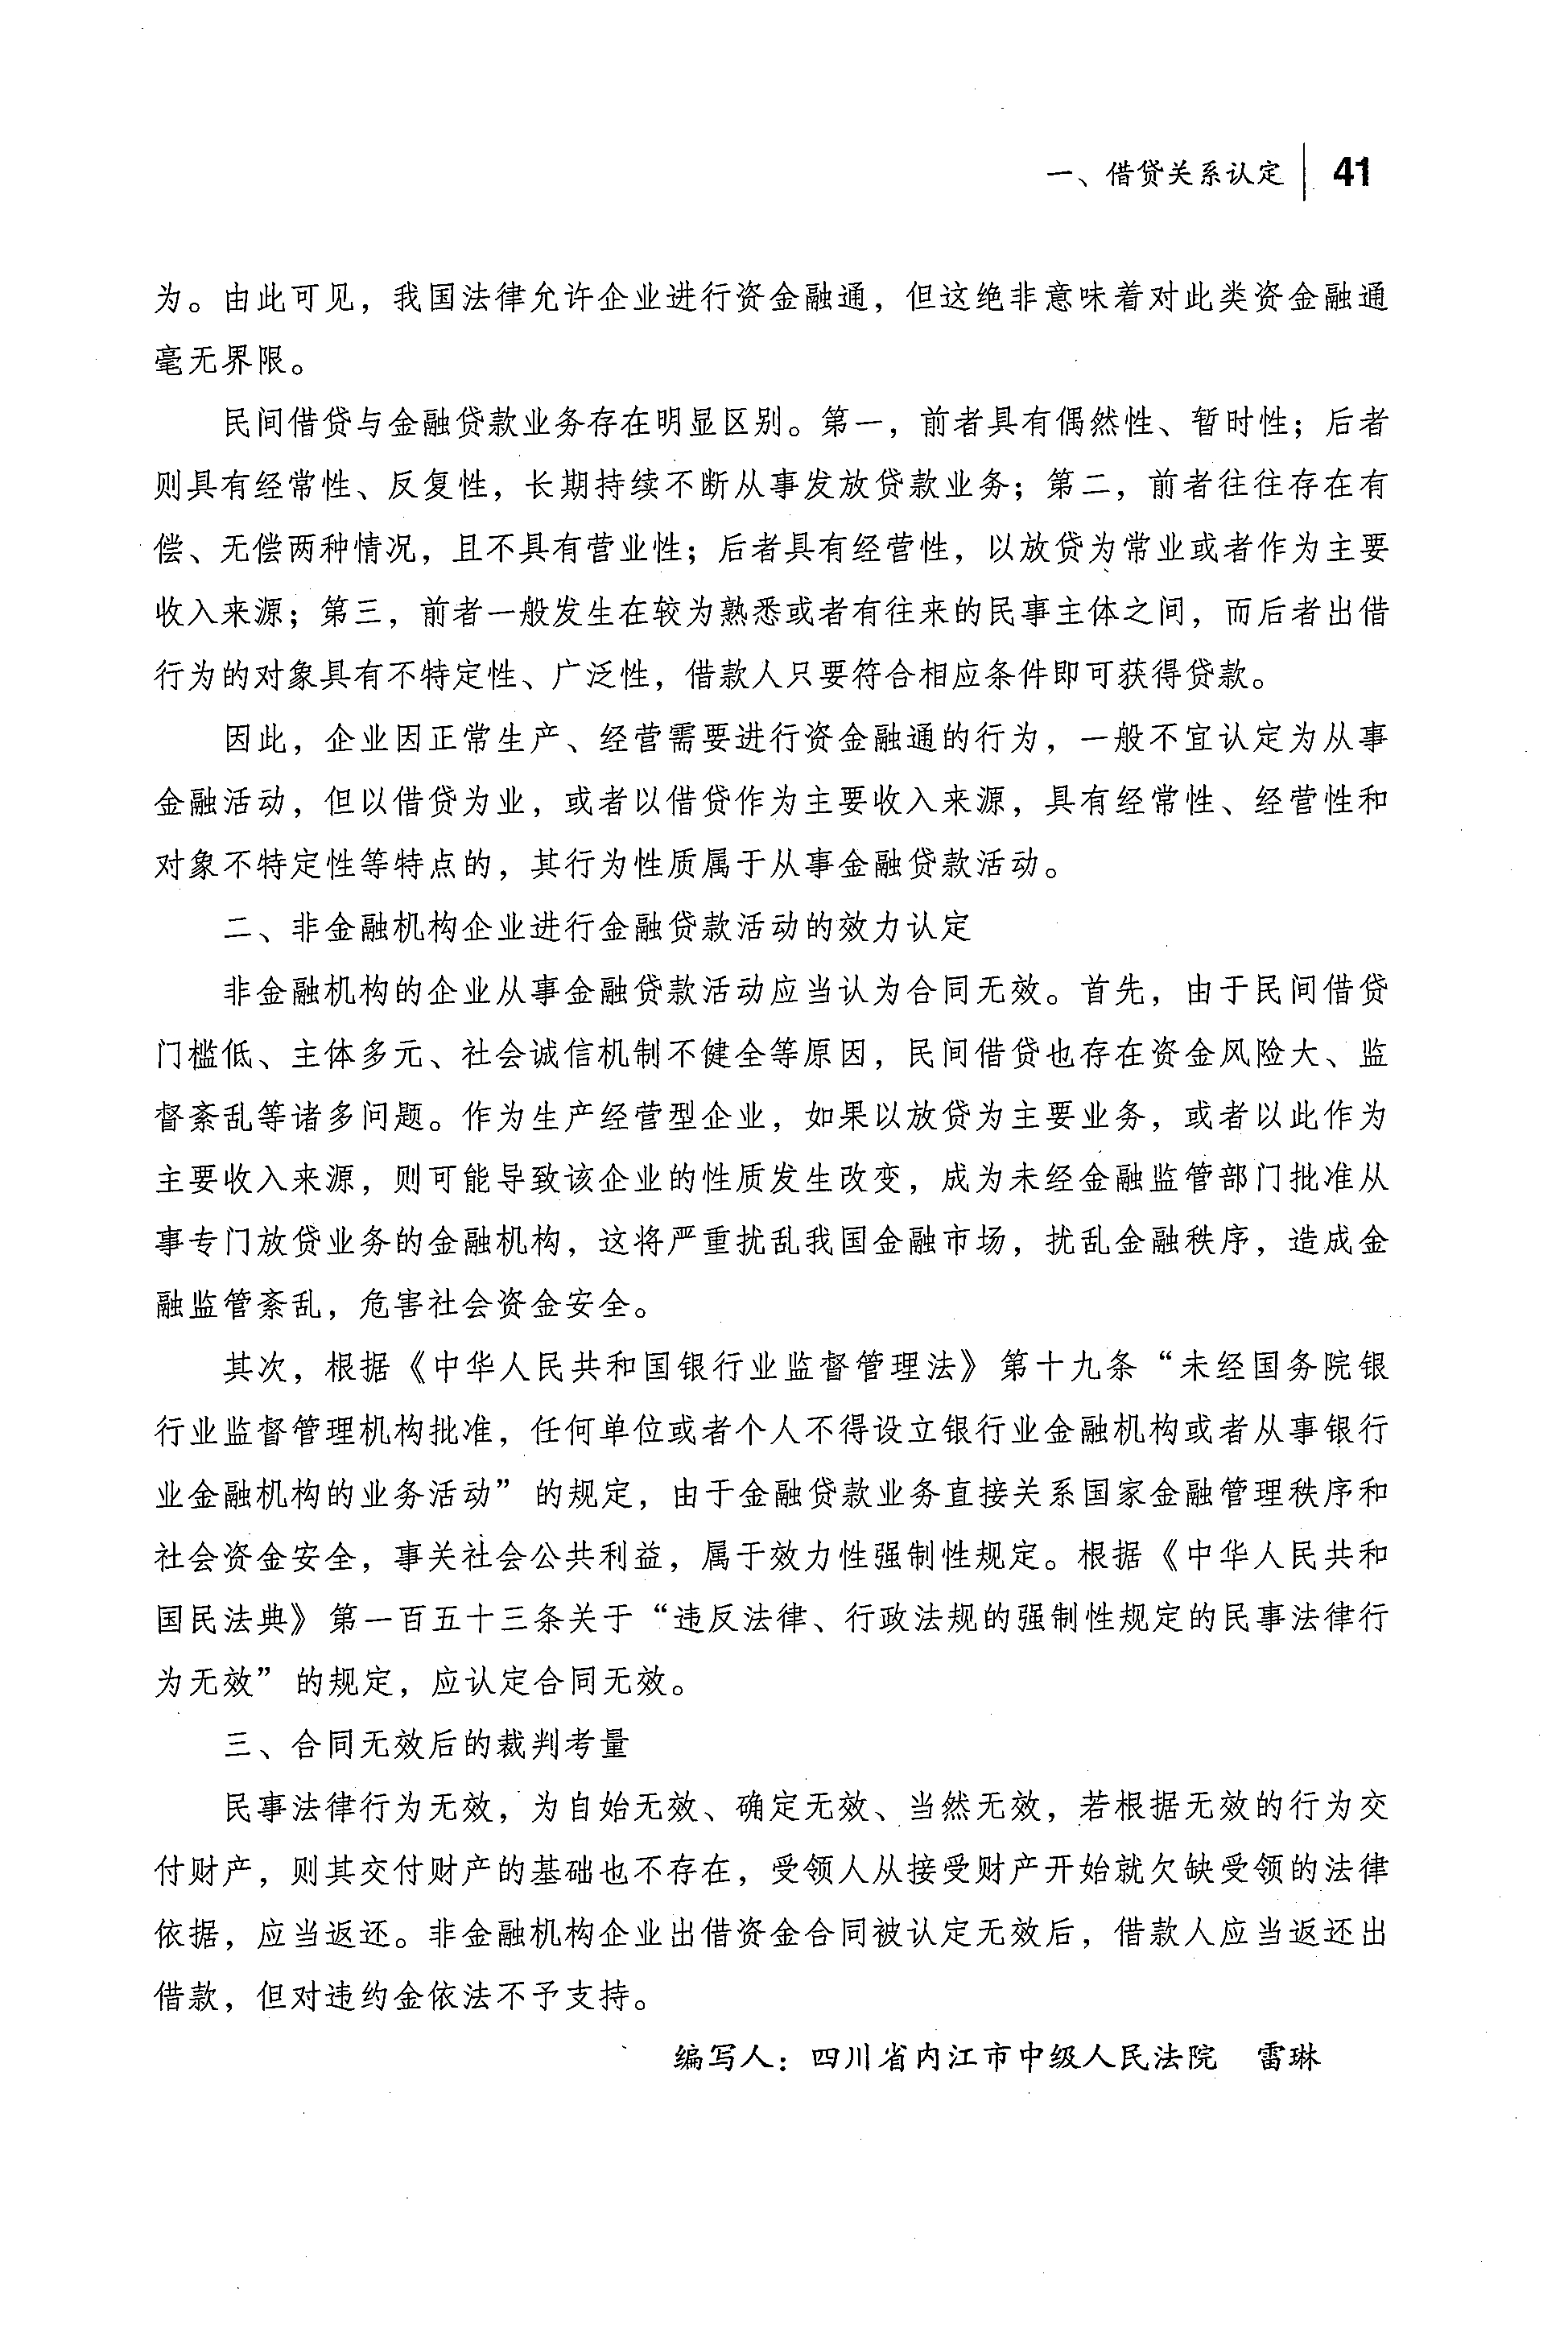 一、借贷关系认定 41
为。由此可见，我国法律允许企业进行资金融通，但这绝非意味着对此类资金融通
毫无界限。
民间借贷与金融贷款业务存在明显区别。第一，前者具有偶然性、暂时性；后者
则具有经常性、反复性，长期持续不断从事发放贷款业务；第二，前者往往存在有
偿、无偿两种情况，且不具有营业性；后者具有经营性，以放贷为常业或者作为主要
收入来源；第三，前者一般发生在较为熟悉或者有往来的民事主体之间，而后者出借
行为的对象具有不特定性、广泛性，借款人只要符合相应条件即可获得贷款。
因此，企业因正常生产、经营需要进行资金融通的行为，一般不宜认定为从事
金融活动，但以借贷为业，或者以借贷作为主要收入来源，具有经常性、经营性和
对象不特定性等特点的，其行为性质属于从事金融贷款活动。
二、非金融机构企业进行金融贷款活动的效力认定
非金融机构的企业从事金融贷款活动应当认为合同无效。首先，由于民间借贷
门槛低、主体多元、社会诚信机制不健全等原因，民间借贷也存在资金风险大、监
督紊乱等诸多问题。作为生产经营型企业，如果以放贷为主要业务，或者以此作为
主要收入来源，则可能导致该企业的性质发生改变，成为未经金融监管部门批准从
事专门放贷业务的金融机构，这将严重扰乱我国金融市场，扰乱金融秩序，造成金
融监管紊乱，危害社会资金安全。
其次，根据《中华人民共和国银行业监督管理法》第十九条“未经国务院银
行业监督管理机构批准，任何单位或者个人不得设立银行业金融机构或者从事银行
业金融机构的业务活动”的规定，由于金融贷款业务直接关系国家金融管理秩序和
社会资金安全，事关社会公共利益，属于效力性强制性规定。根据《中华人民共和
国民法典》第一百五十三条关于“违反法律、行政法规的强制性规定的民事法律行
为无效”的规定，应认定合同无效。
三、合同无效后的裁判考量
民事法律行为无效，为自始无效、确定无效、当然无效，若根据无效的行为交
付财产，则其交付财产的基础也不存在，受领人从接受财产开始就欠缺受领的法律
依据，应当返还。非金融机构企业出借资金合同被认定无效后，借款人应当返还出
借款，但对违约金依法不予支持。
编写人：四川省内江市中级人民法院 雷琳